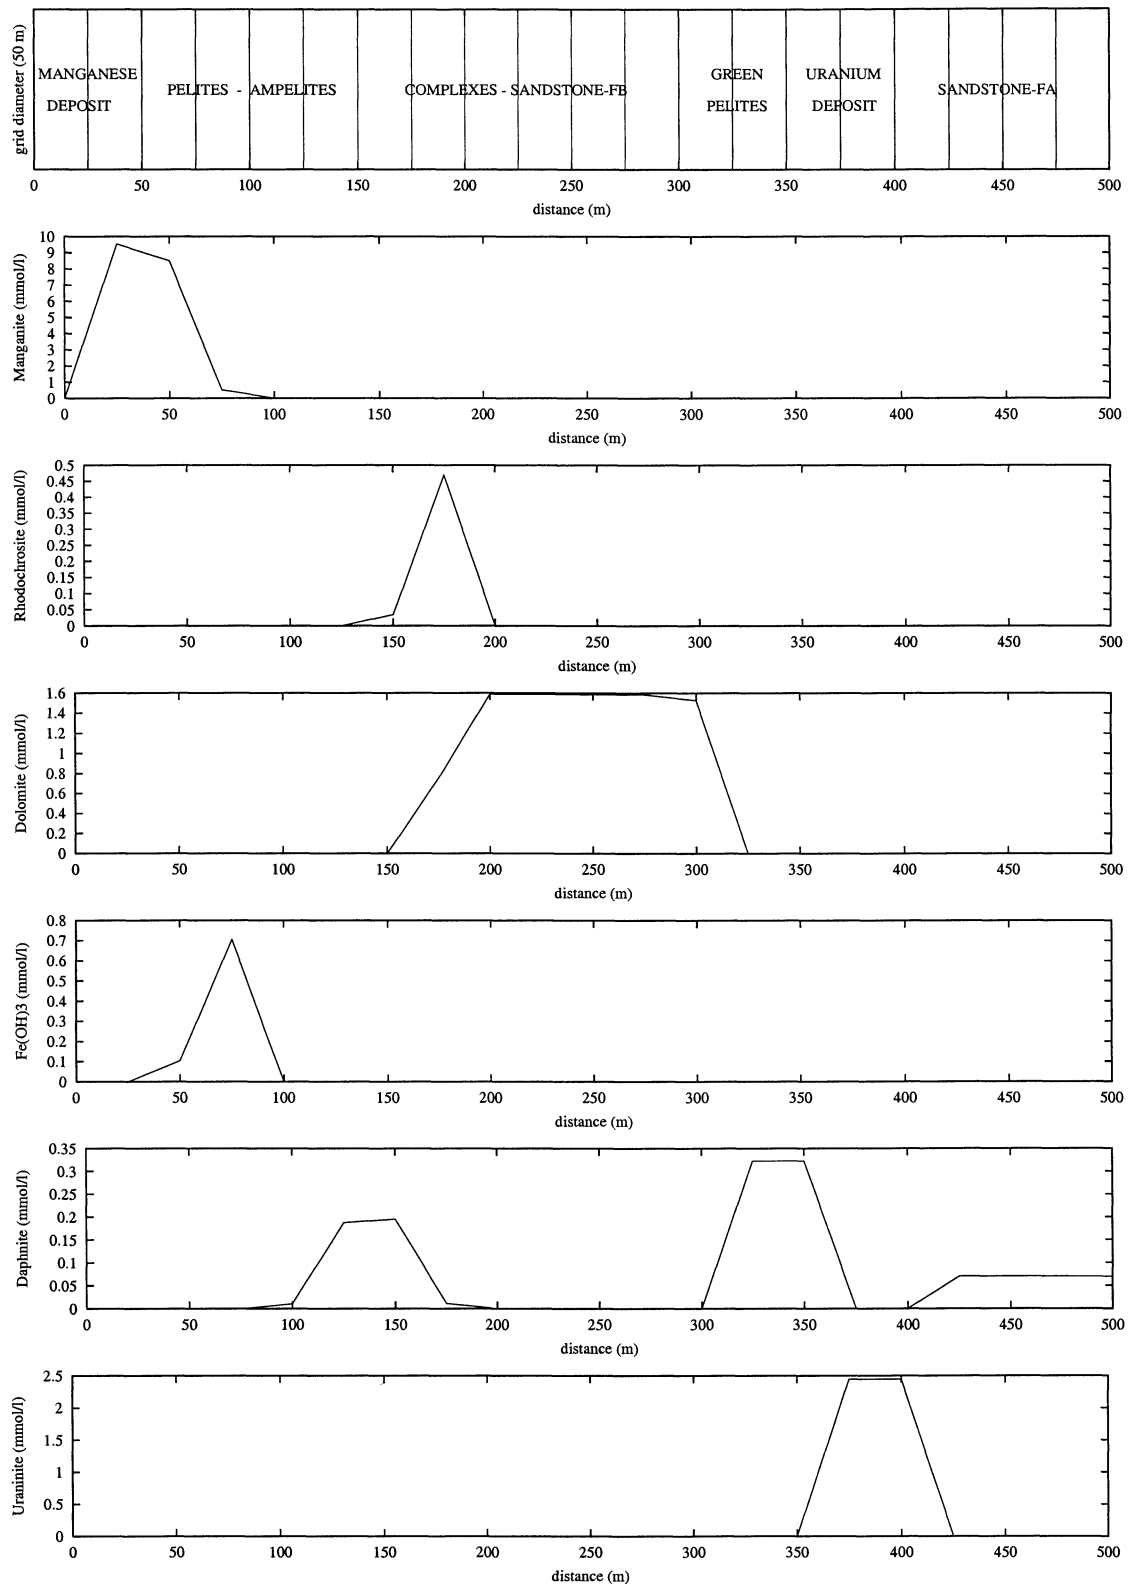 grid diameter (50 m)
MANGANESE
DEPOSIT
PELITES - AMPELITES
COMPLEXES - SANDSTONE-FB
GREEN
PELITES
URANIUM
DEPOSIT
SANDSTONE-FA
0 50 100 150 200 250 300 350 400 450 500
distance (m)
Manganite (mmol/l)
10
9
8
7
6
5
4
3
2
1
0
0 50 100 150 200 250 300 350 400 450 500
distance (m)
Rhodochrosite (mmol/l)
0.5
0.45
0.4
0.35
0.3
0.25
0.2
0.15
0.1
0.05
0
0 50 100 150 200 250 300 350 400 450 500
distance (m)
Dolomite (mmol/l)
1.6
1.4
1.2
1
0.8
0.6
0.4
0.2
0
0 50 100 150 200 250 300 350 400 450 500
distance (m)
Fe(OH)3 (mmol/l)
0.8
0.7
0.6
0.5
0.4
0.3
0.2
0.1
0
0 50 100 150 200 250 300 350 400 450 500
distance (m)
Daphnite (mmol/l)
0.35
0.3
0.25
0.2
0.15
0.1
0.05
0
0 50 100 150 200 250 300 350 400 450 500
distance (m)
Uraninite (mmol/l)
2.5
2
1.5
1
0.5
0
0 50 100 150 200 250 300 350 400 450 500
distance (m)